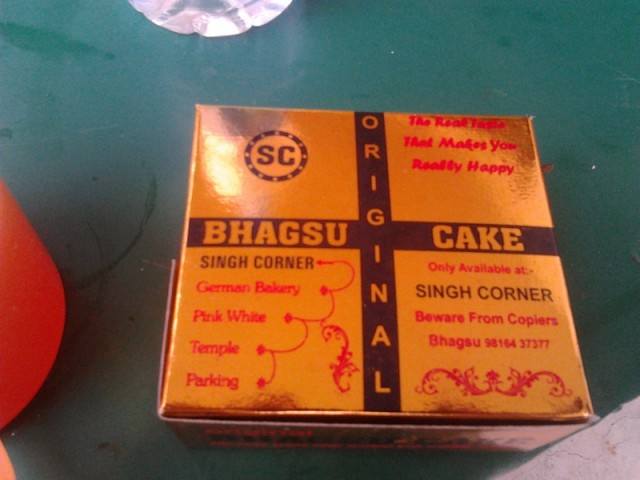 SC
ORIGINAL
The Real Taste
That Makes You
Really Happy
BHAGSU CAKE
SINGH CORNER
German Bakery
Pink White
Temple
Parking
Only Available at:-
SINGH CORNER
Beware From Copiers
Bhagsu 98164 37377